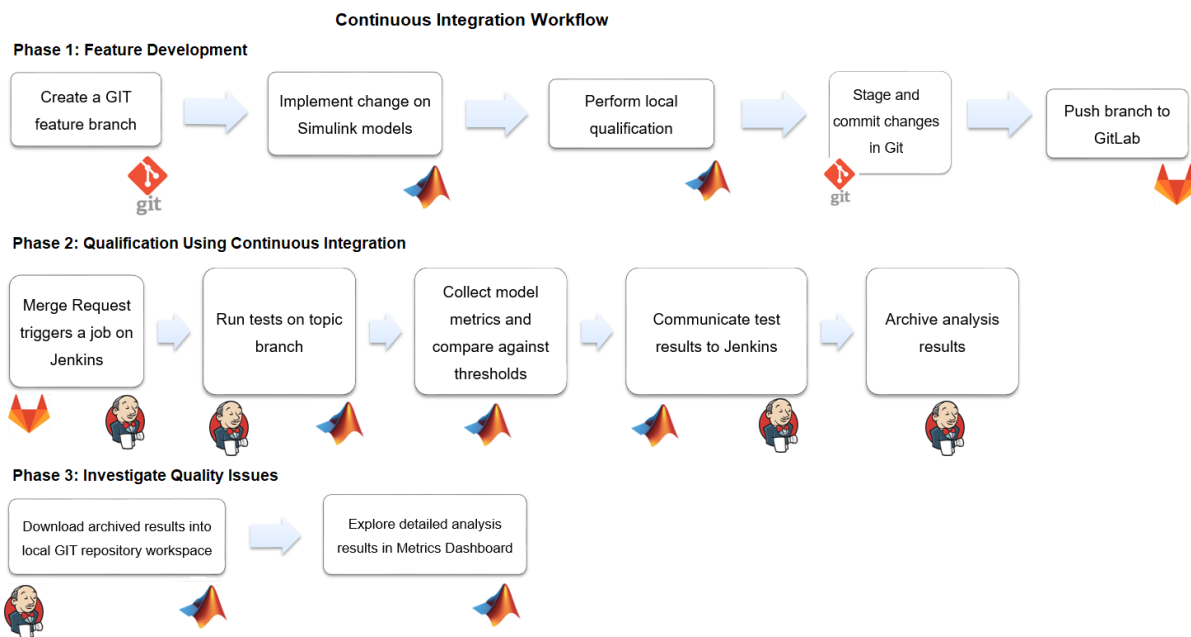 Continuous Integration Workflow
Phase 1: Feature Development
Create a GIT
feature branch
Implement change on
Simulink models
Perform local
qualification
Stage and
commit changes
in Git
Push branch to
GitLab
git
git
Phase 2: Qualification Using Continuous Integration
Merge Request
triggers a job on
Jenkins
Run tests on topic
branch
Collect model
metrics and
compare against
thresholds
Communicate test
results to Jenkins
Archive analysis
results
Phase 3: Investigate Quality Issues
Download archived results into
local GIT repository workspace
Explore detailed analysis
results in Metrics Dashboard